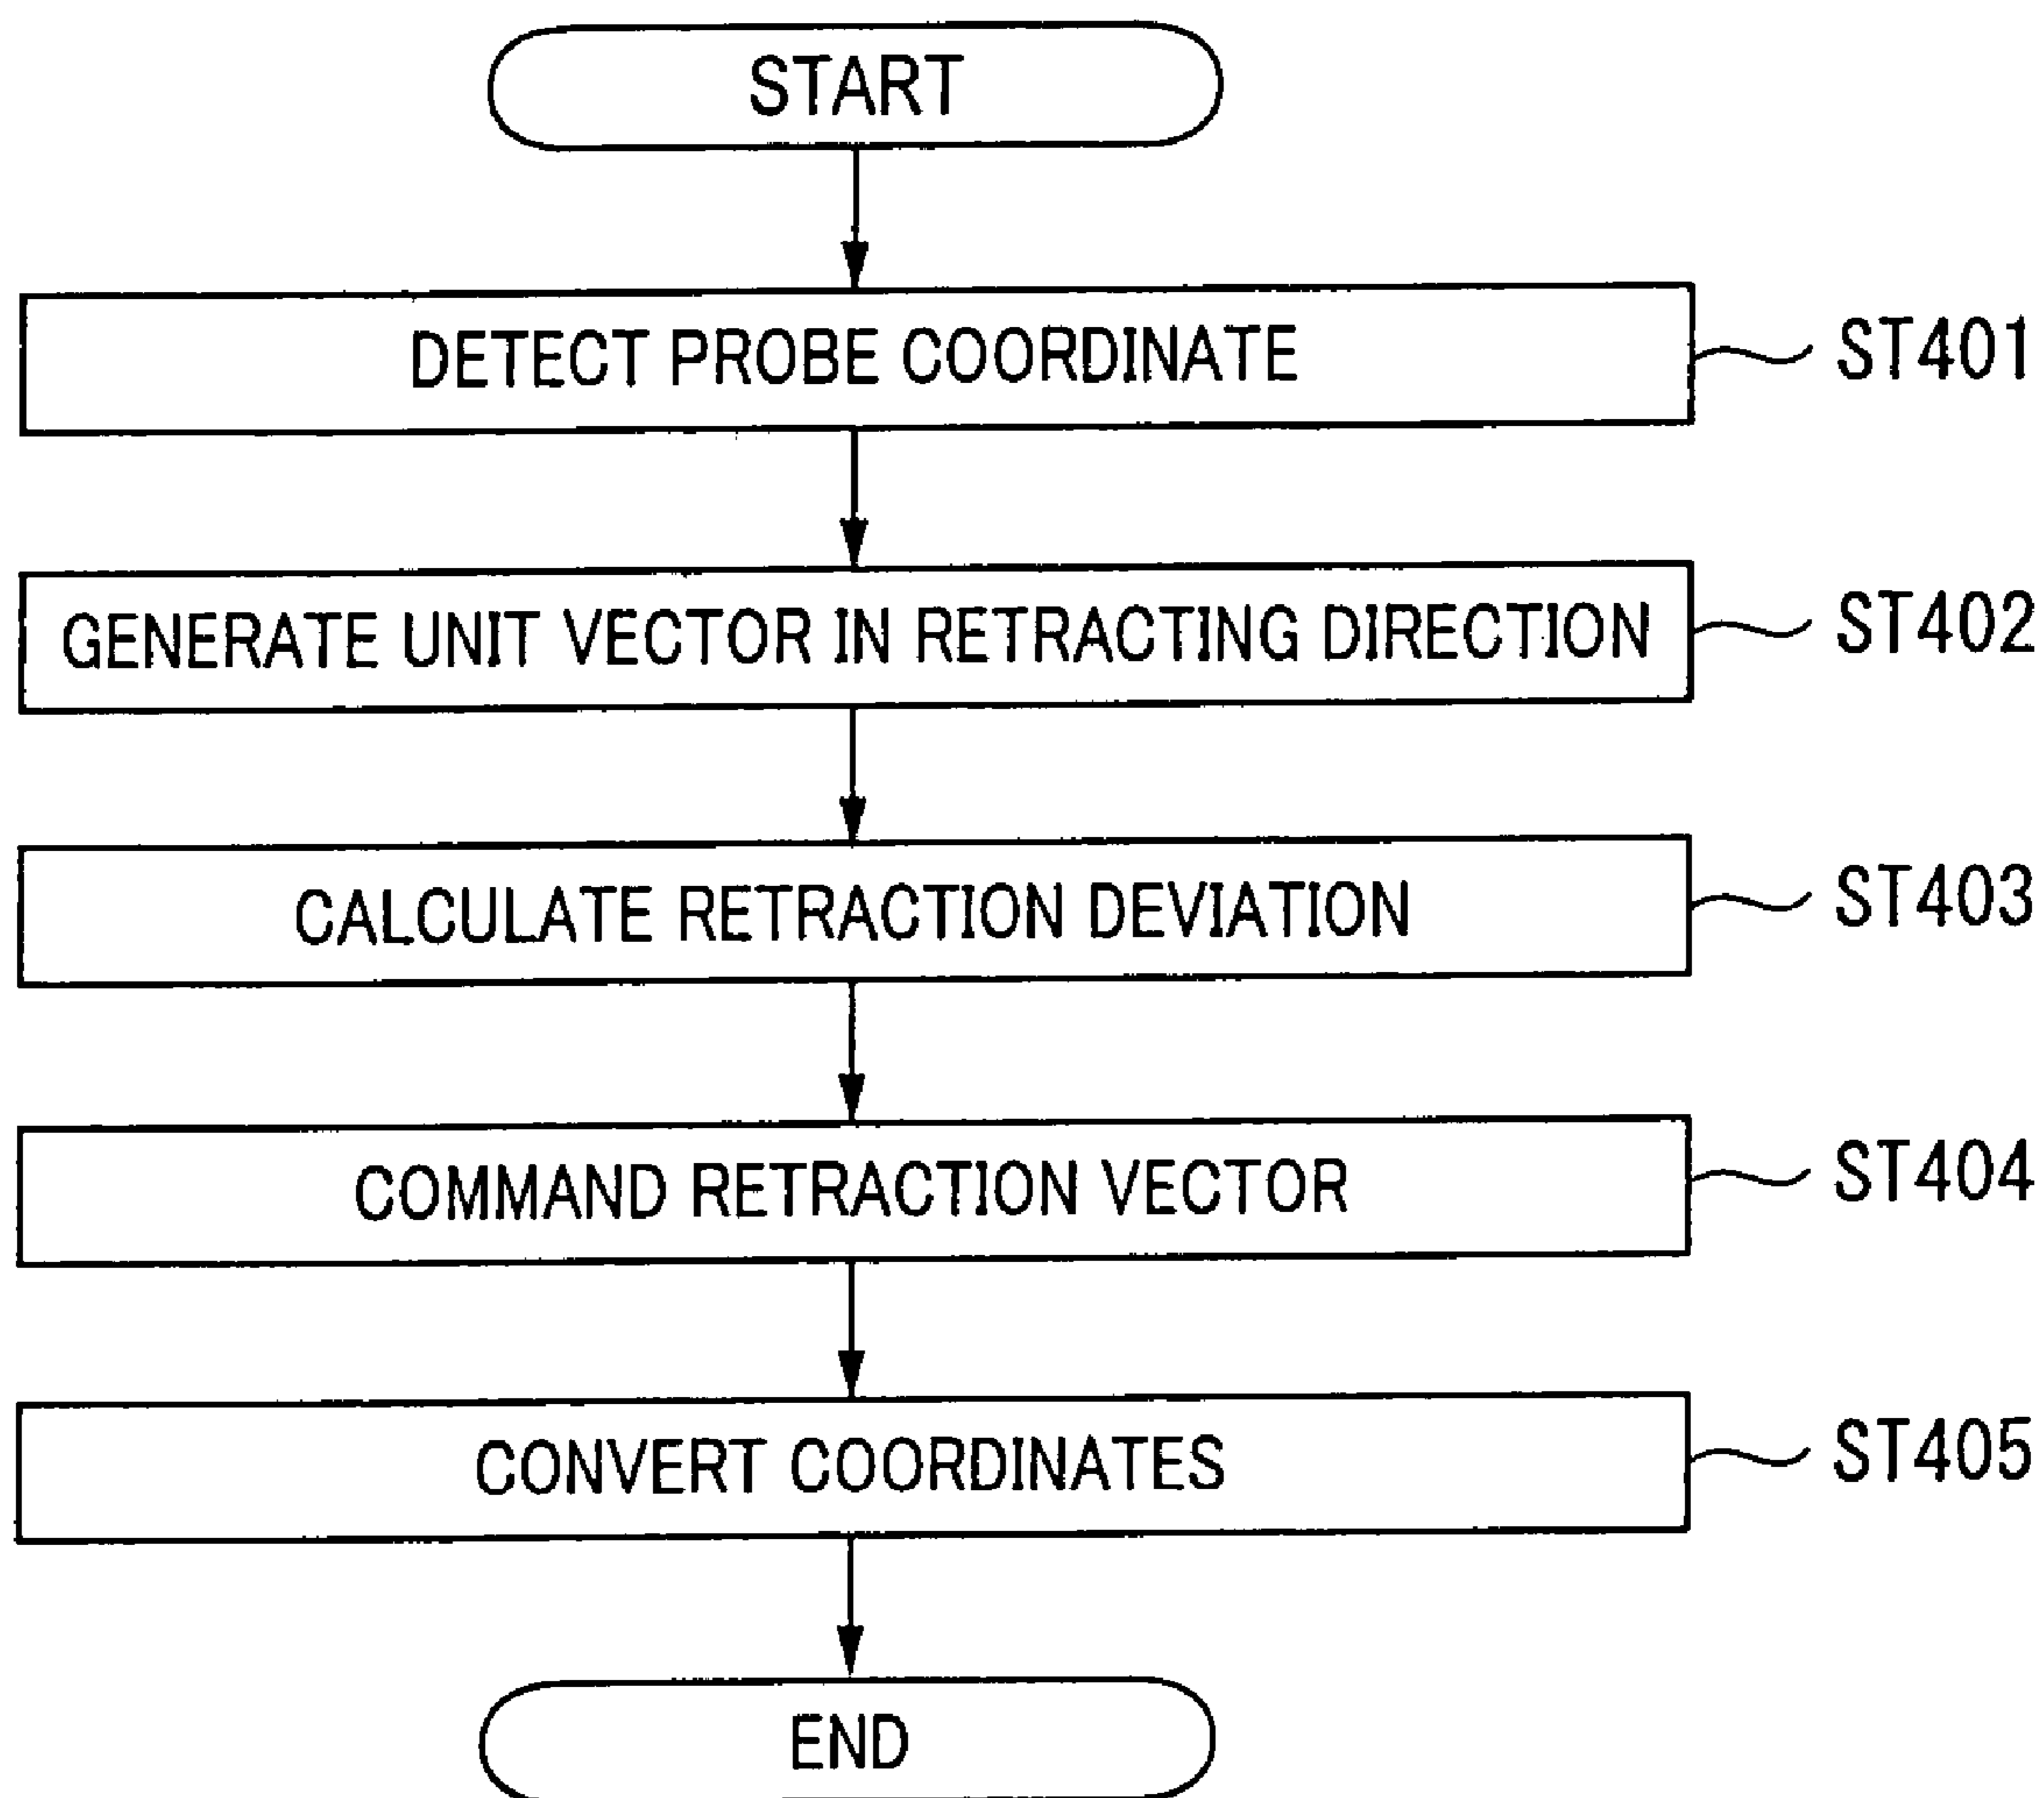 START
DETECT PROBE COORDINATE ST401
GENERATE UNIT VECTOR IN RETRACTING DIRECTION ST402
CALCULATE RETRACTION DEVIATION ST403
COMMAND RETRACTION VECTOR ST404
CONVERT COORDINATES ST405
END